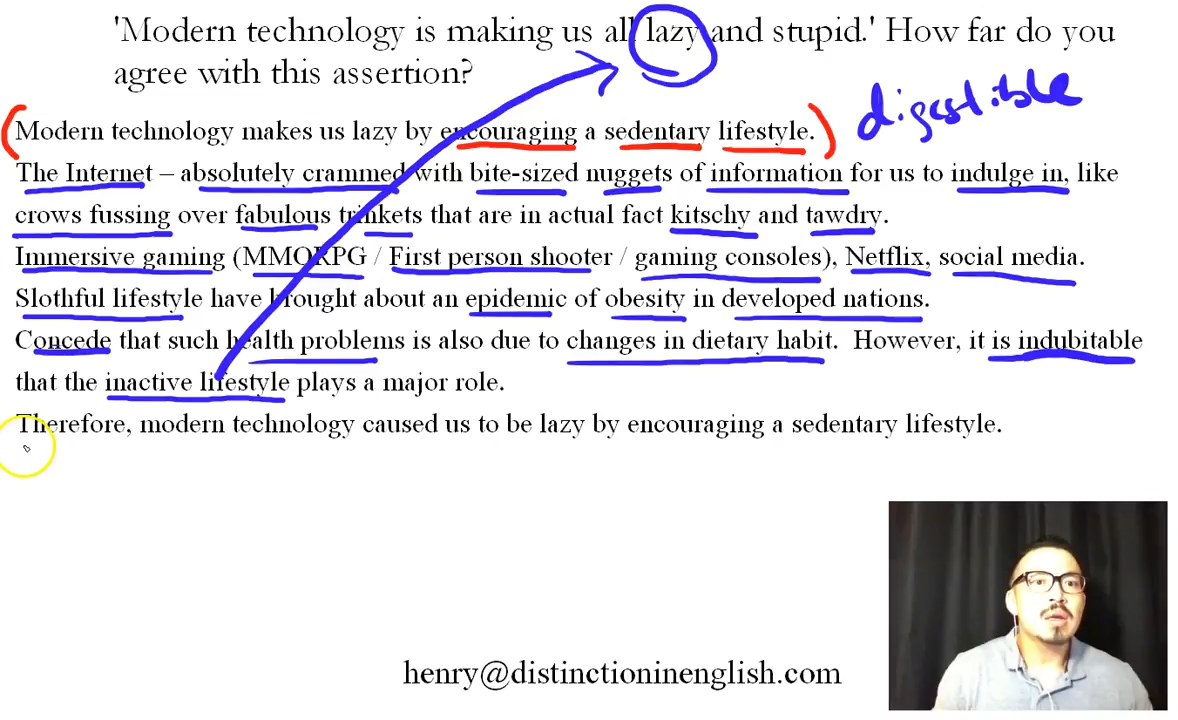 'Modern technology is making us all lazy and stupid.' How far do you
agree with this assertion?
digestible
(Modern technology makes us lazy by encouraging a sedentary lifestyle.)
The Internet – absolutely crammed with bite-sized nuggets of information for us to indulge in, like
crows fussing over fabulous trinkets that are in actual fact kitschy and tawdry.
Immersive gaming (MMORPG / First person shooter / gaming consoles), Netflix, social media.
Slothful lifestyle have brought about an epidemic of obesity in developed nations.
Concede that such health problems is also due to changes in dietary habit. However, it is indubitable
that the inactive lifestyle plays a major role.
Therefore, modern technology caused us to be lazy by encouraging a sedentary lifestyle.
henry@distinctioninenglish.com